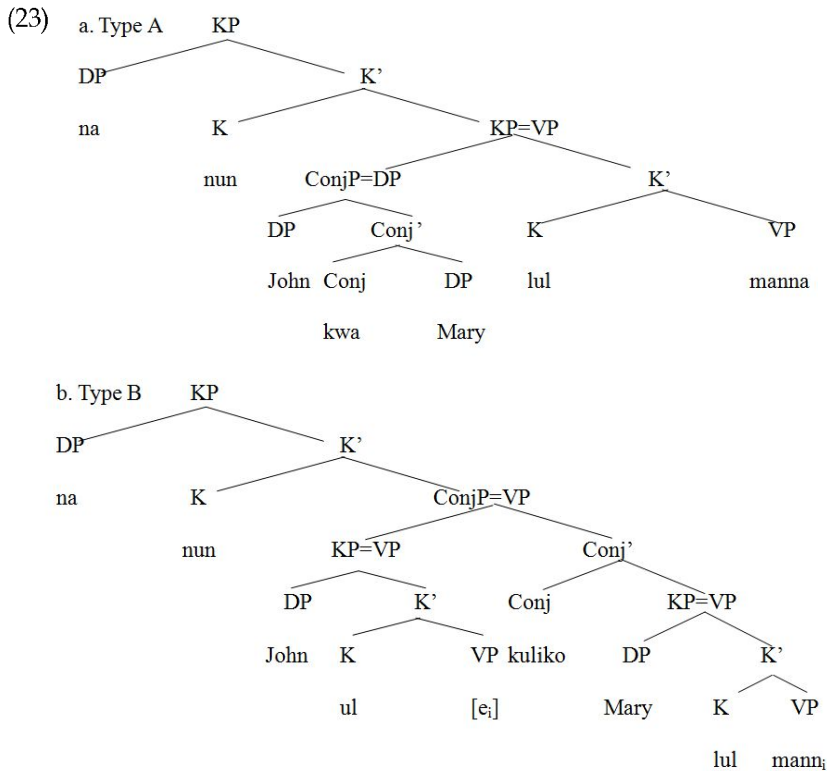 (23) a. Type A KP
DP K’
na K KP=VP
nun ConjP=DP K’
DP Conj’ K VP
John Conj DP lul manna
kwa Mary
b. Type B KP
DP K’
na K ConjP=VP
nun KP=VP Conj’
DP K’ Conj KP=VP
John K VP kuliko DP K’
ul [ei] Mary K VP
lul manni